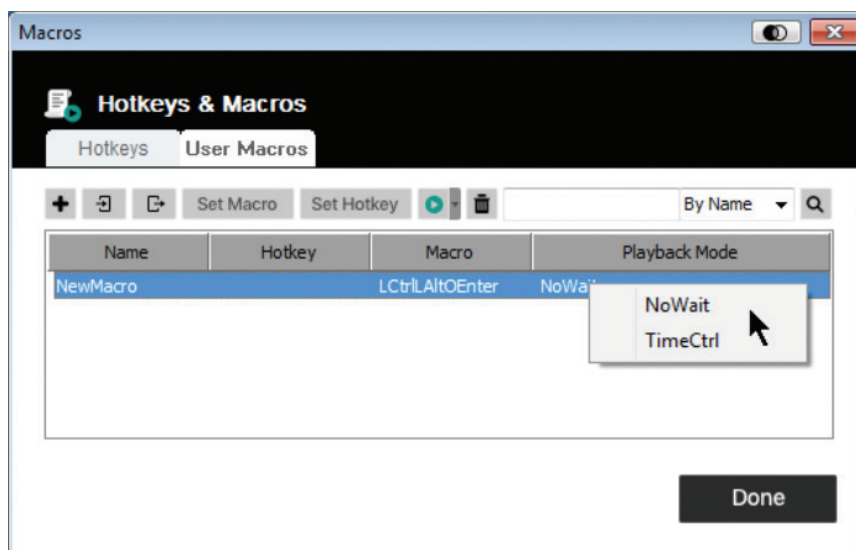 Macros
Hotkeys & Macros
Hotkeys User Macros
Set Macro Set Hotkey By Name
Name Hotkey Macro Playback Mode
NewMacro LCtrlLAltOEnter
NoWait
TimeCtrl
Done